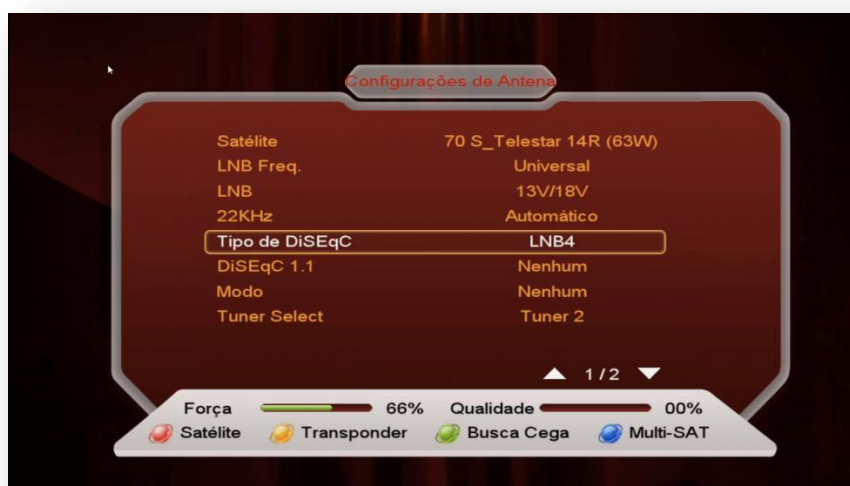 Configurações de Antena
Satélite 70 S_Telestar 14R (63W)
LNB Freq. Universal
LNB 13V/18V
22KHz Automático
Tipo de DiSEqC LNB4
DiSEqC 1.1 Nenhum
Modo Nenhum
Tuner Select Tuner 2
1/2
Força 66% Qualidade 00%
Satélite Transponder Busca Cega Multi-SAT